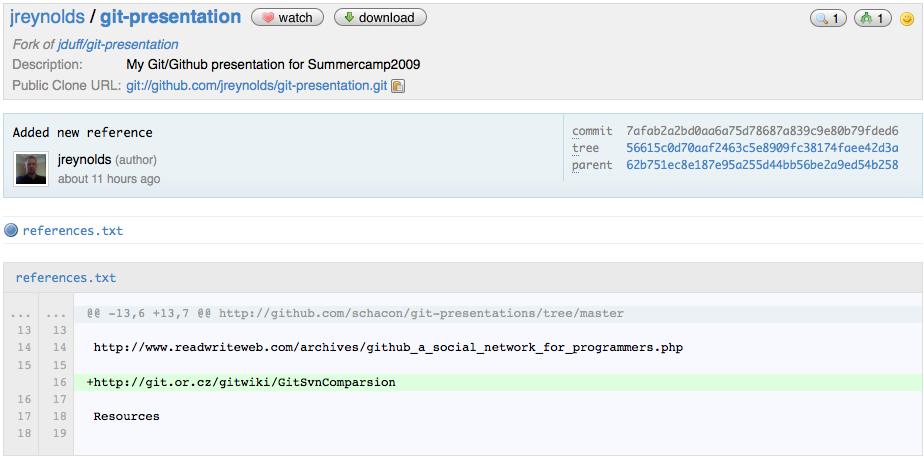 jreynolds / git-presentation watch download 1 1
Fork of jduff/git-presentation
Description: My Git/Github presentation for Summercamp2009
Public Clone URL: git://github.com/jreynolds/git-presentation.git
Added new reference
jreynolds (author)
about 11 hours ago
commit 7afab2a2bd0aa6a75d78687a839c9e80b79fded6
tree 56615c0d70aaf2463c5e8909fc38174faee42d3a
parent 62b751ec8e187e95a255d44bb56be2a9ed54b258
references.txt
references.txt
... ... @@ -13,6 +13,7 @@ http://github.com/schacon/git-presentations/tree/master
13 13
14 14 http://www.readwriteweb.com/archives/github_a_social_network_for_programmers.php
15 15
16 +http://git.or.cz/gitwiki/GitSvnComparsion
16 17
17 18 Resources
18 19